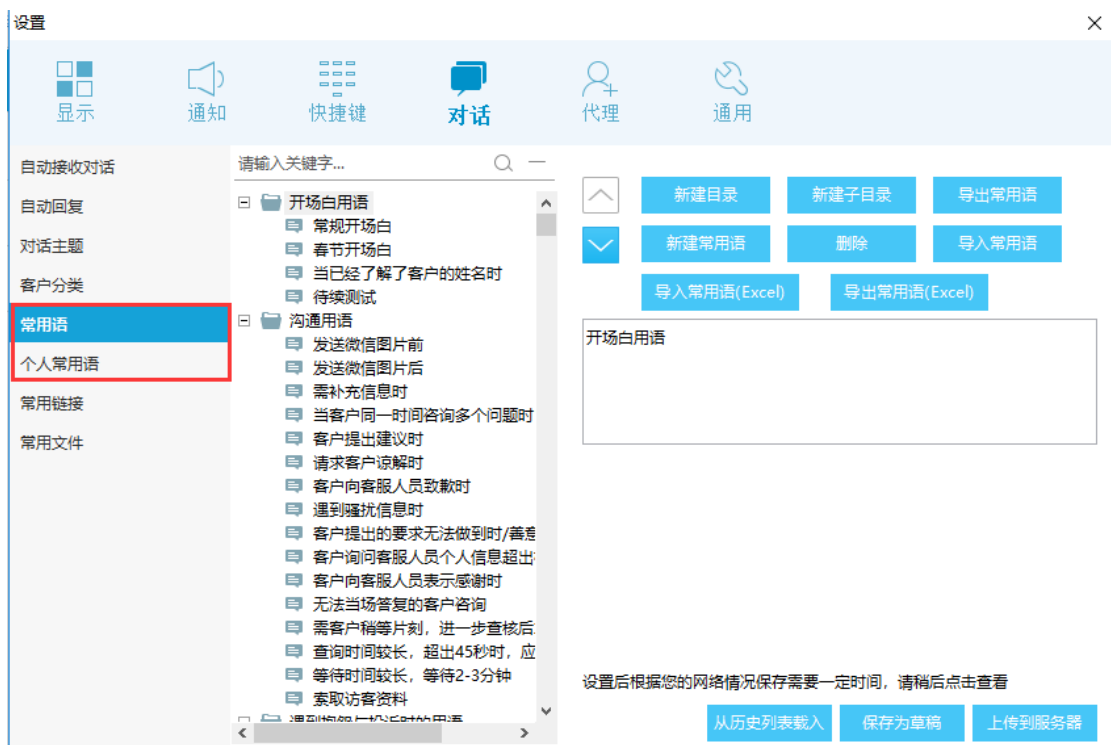 设置
显示 通知 快捷键 对话 代理 通用
自动接收对话
自动回复
对话主题
客户分类
常用语
个人常用语
常用链接
常用文件
请输入关键字...
开场白用语
常规开场白
春节开场白
当已经了解了客户的姓名时
待续测试
沟通用语
发送微信图片前
发送微信图片后
需补充信息时
当客户同一时间咨询多个问题时
客户提出建议时
请求客户谅解时
客户向客服人员致歉时
遇到骚扰信息时
客户提出的要求无法做到时/善意
客户询问客服人员个人信息超出
客户向客服人员表示感谢时
无法当场答复的客户咨询
需客户稍等片刻，进一步查核后
查询时间较长，超出45秒时，应
等待时间较长，等待2-3分钟
索取访客资料
遇到抱怨与投诉时的用语
新建目录 新建子目录 导出常用语
新建常用语 删除 导入常用语
导入常用语(Excel) 导出常用语(Excel)
开场白用语
设置后根据您的网络情况保存需要一定时间，请稍后点击查看
从历史列表载入 保存为草稿 上传到服务器